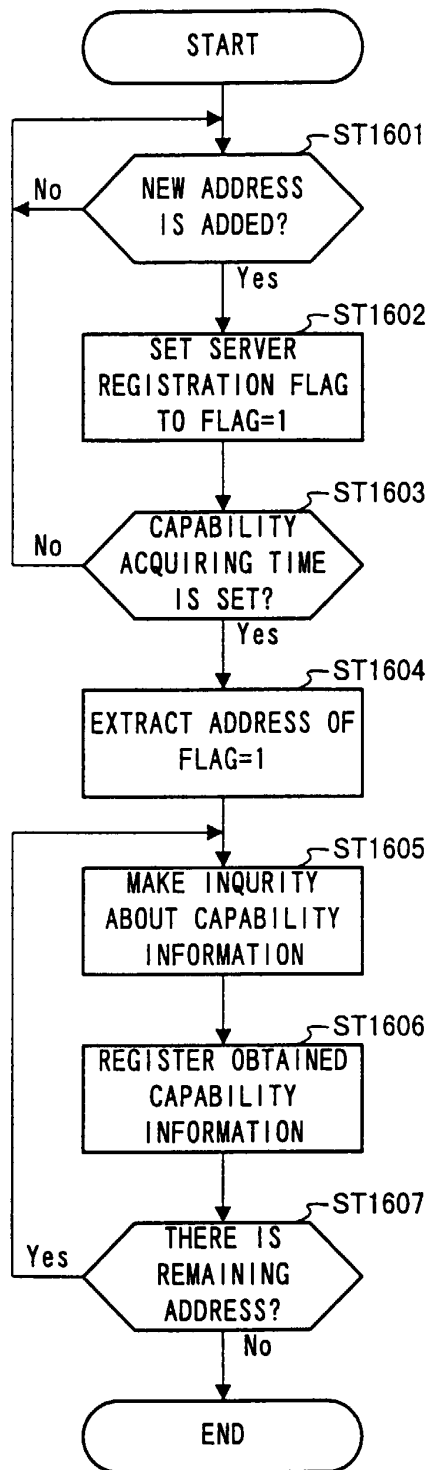 START
ST1601
NEW ADDRESS
IS ADDED?
No
Yes
ST1602
SET SERVER
REGISTRATION FLAG
TO FLAG=1
ST1603
CAPABILITY
ACQUIRING TIME
IS SET?
No
Yes
ST1604
EXTRACT ADDRESS OF
FLAG=1
ST1605
MAKE INQURITY
ABOUT CAPABILITY
INFORMATION
ST1606
REGISTER OBTAINED
CAPABILITY
INFORMATION
ST1607
THERE IS
REMAINING
ADDRESS?
Yes
No
END